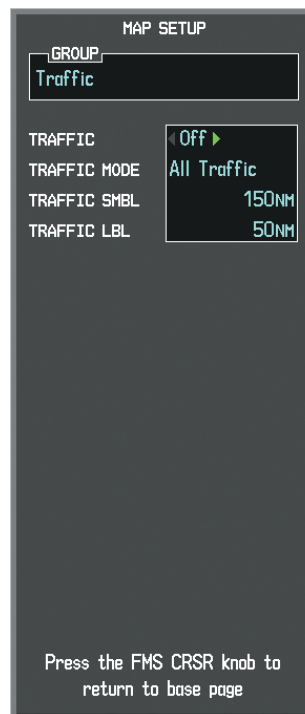 MAP SETUP
GROUP
Traffic
TRAFFIC Off
TRAFFIC MODE All Traffic
TRAFFIC SMBL 150NM
TRAFFIC LBL 50NM
Press the FMS CRSR knob to
return to base page